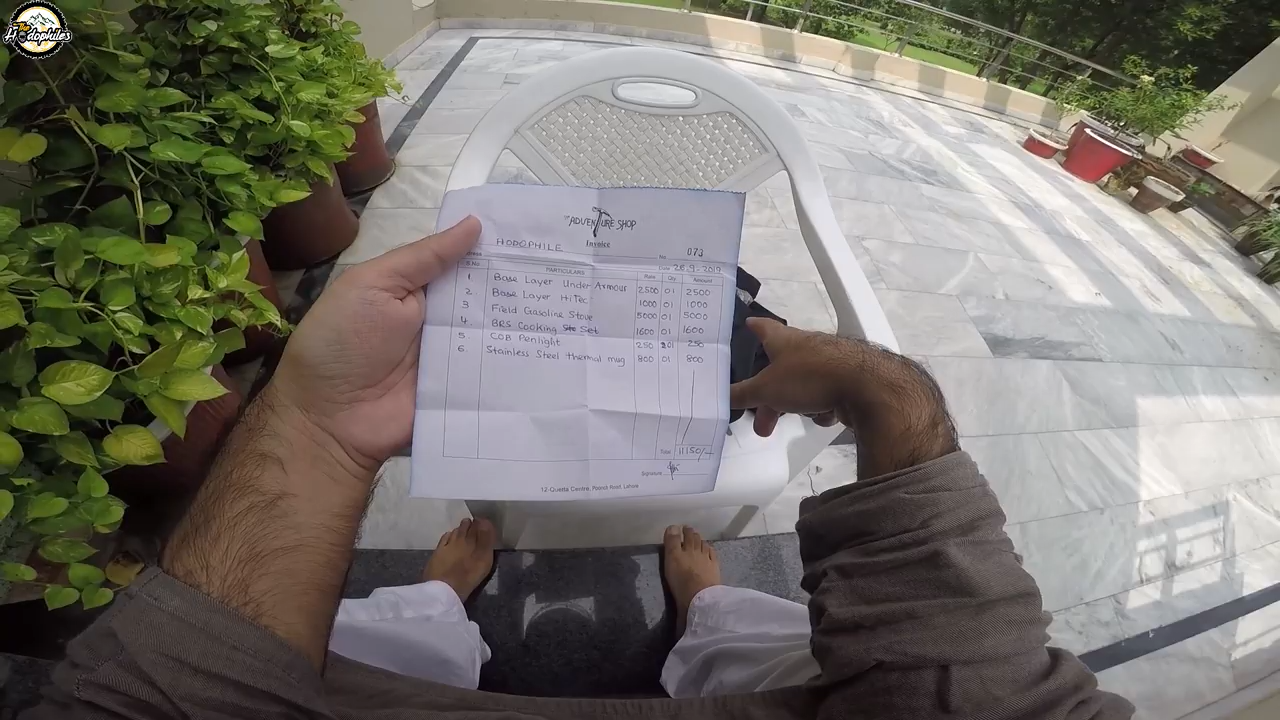 The
Hodophiles
THE ADVENTURE SHOP
Invoice
HODOPHILE
No. 073
Date 28-9-2017
S.No. PARTICULARS Rate Qty Amount
1 Base Layer Under Armour 2500 01 2500
2. Base Layer HiTec 1000 01 1000
3 Field Gasoline Stove 5000 01 5000
4. BRS Cooking Set 1600 01 1600
5. COB Penlight 250 01 250
6. Stainless Steel thermal mug 800 01 800
Total 11150/-
Signature
12-Quetta Centre, Poonch Road, Lahore